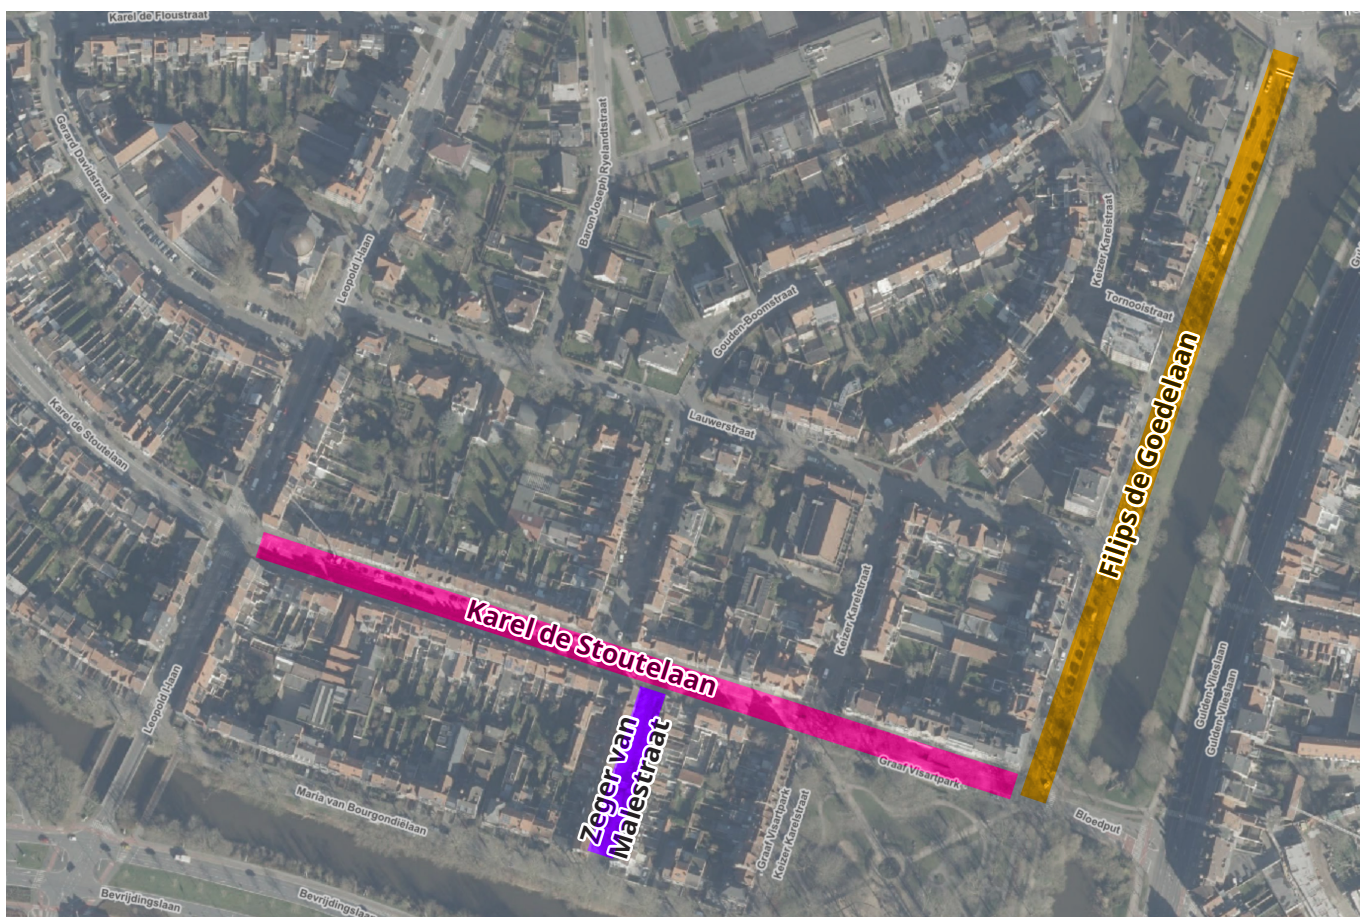 Karel de Floustraat
Gerard Davidstraat
Baron Joseph Ryelandtstraat
Leopold I-laan
Keizer Karelstraat
Tornooistraat
Gouden-Boomstraat
Filips de Goedelaan
Karel de Stoutelaan
Lauwerstraat
Keizer Karelstraat
Karel de Stoutelaan
Gulden-Vlieslaan
Gulden-Vlieslaan
Leopold I-laan
Zeger van
Malestraat
Graaf Visartpark
Maria van Bourgondiëlaan
Graaf Visartpark
Keizer Karelstraat
Bloedput
Bevrijdingslaan
Bevrijdingslaan